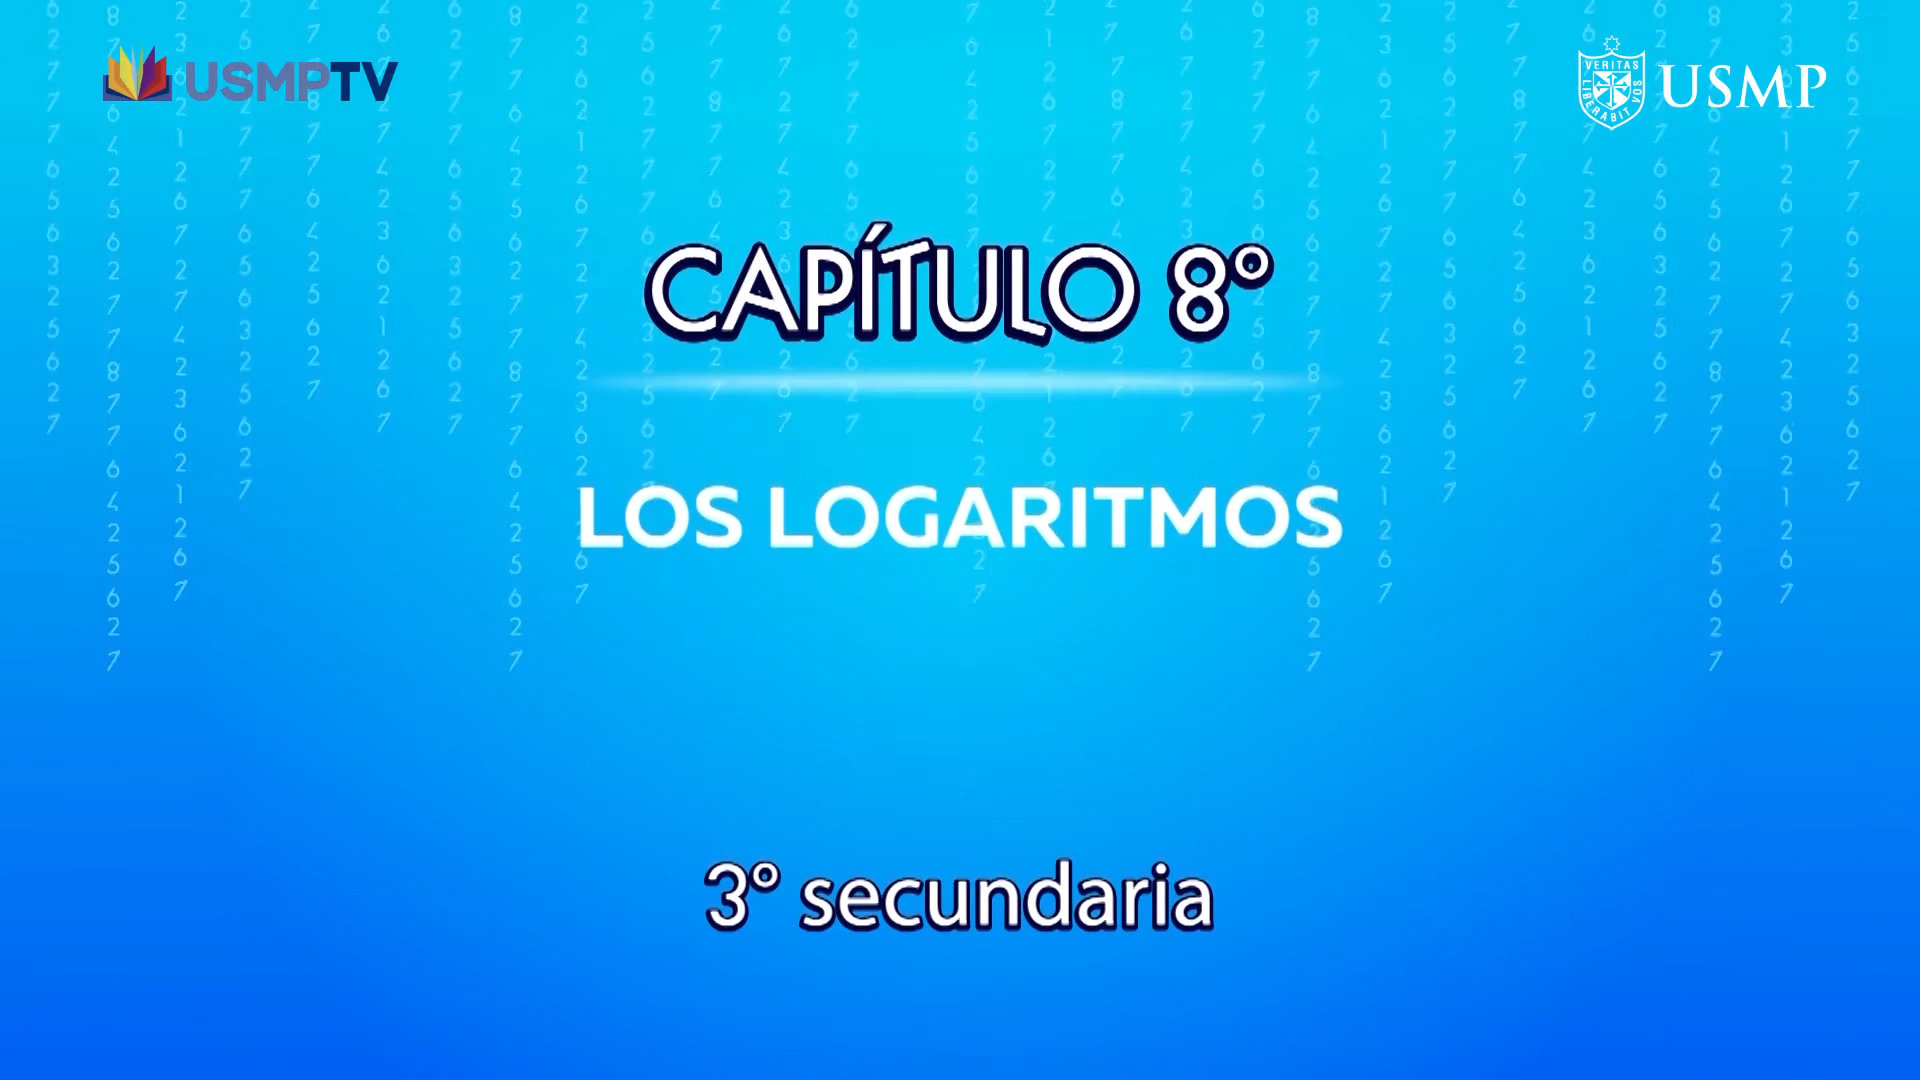 USMPTV
VERITAS
LIBERABIT VOS
USMP
CAPÍTULO 8°
LOS LOGARITMOS
3° secundaria